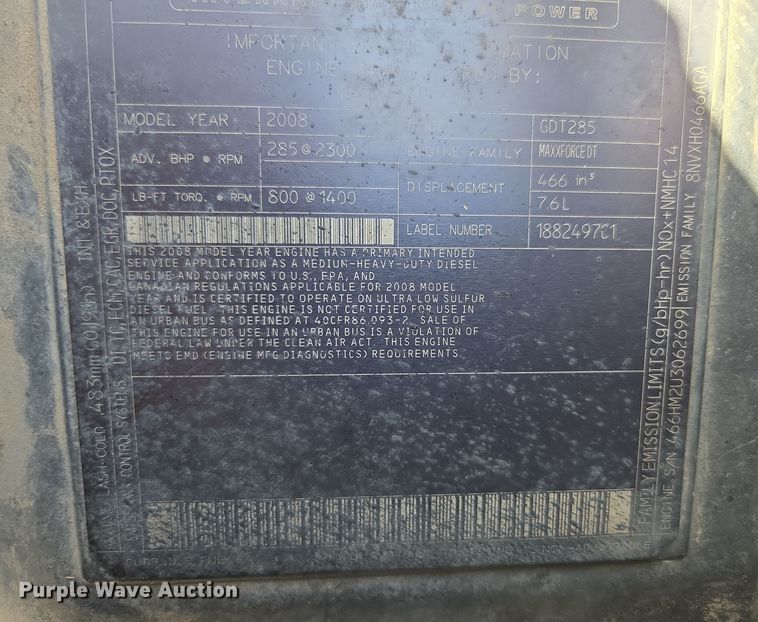 POWER
ENGINE
MODEL YEAR 2008 GDT285
ADV. BHP • RPM 285@2300 ENGINE FAMILY MAXXFORCEDT
LB-FT TORQ. • RPM 800@1400 DISPLACEMENT 466 in³
7.6L
LABEL NUMBER 1882497C1
THIS 2008 MODEL YEAR ENGINE HAS A PRIMARY INTENDED
SERVICE APPLICATION AS A MEDIUM-HEAVY-DUTY DIESEL
ENGINE AND CONFORMS TO U.S., EPA, AND
CANADIAN REGULATIONS APPLICABLE FOR 2008 MODEL
YEAR AND IS CERTIFIED TO OPERATE ON ULTRA LOW SULFUR
DIESEL FUEL. THIS ENGINE IS NOT CERTIFIED FOR USE IN
AN URBAN BUS AS DEFINED AT 40CFR86.093-2. SALE OF
THIS ENGINE FOR USE IN AN URBAN BUS IS A VIOLATION OF
FEDERAL LAW UNDER THE CLEAN AIR ACT. THIS ENGINE
MEETS EMD (ENGINE MFG DIAGNOSTICS) REQUIREMENTS.
LASH-COLD .483mm (.019in) INT & EXH.
CONTROL SYSTEMS DI, TC, ECM, CAC, EGR, DOC, PTOX
FAMILY EMISSION LIMITS (g/bHp-hr) NOx+NMHC 1.4
ENGINE S/N 466HM2U3062699 EMISSION FAMILY 8NVXH0466AGA
Purple Wave Auction